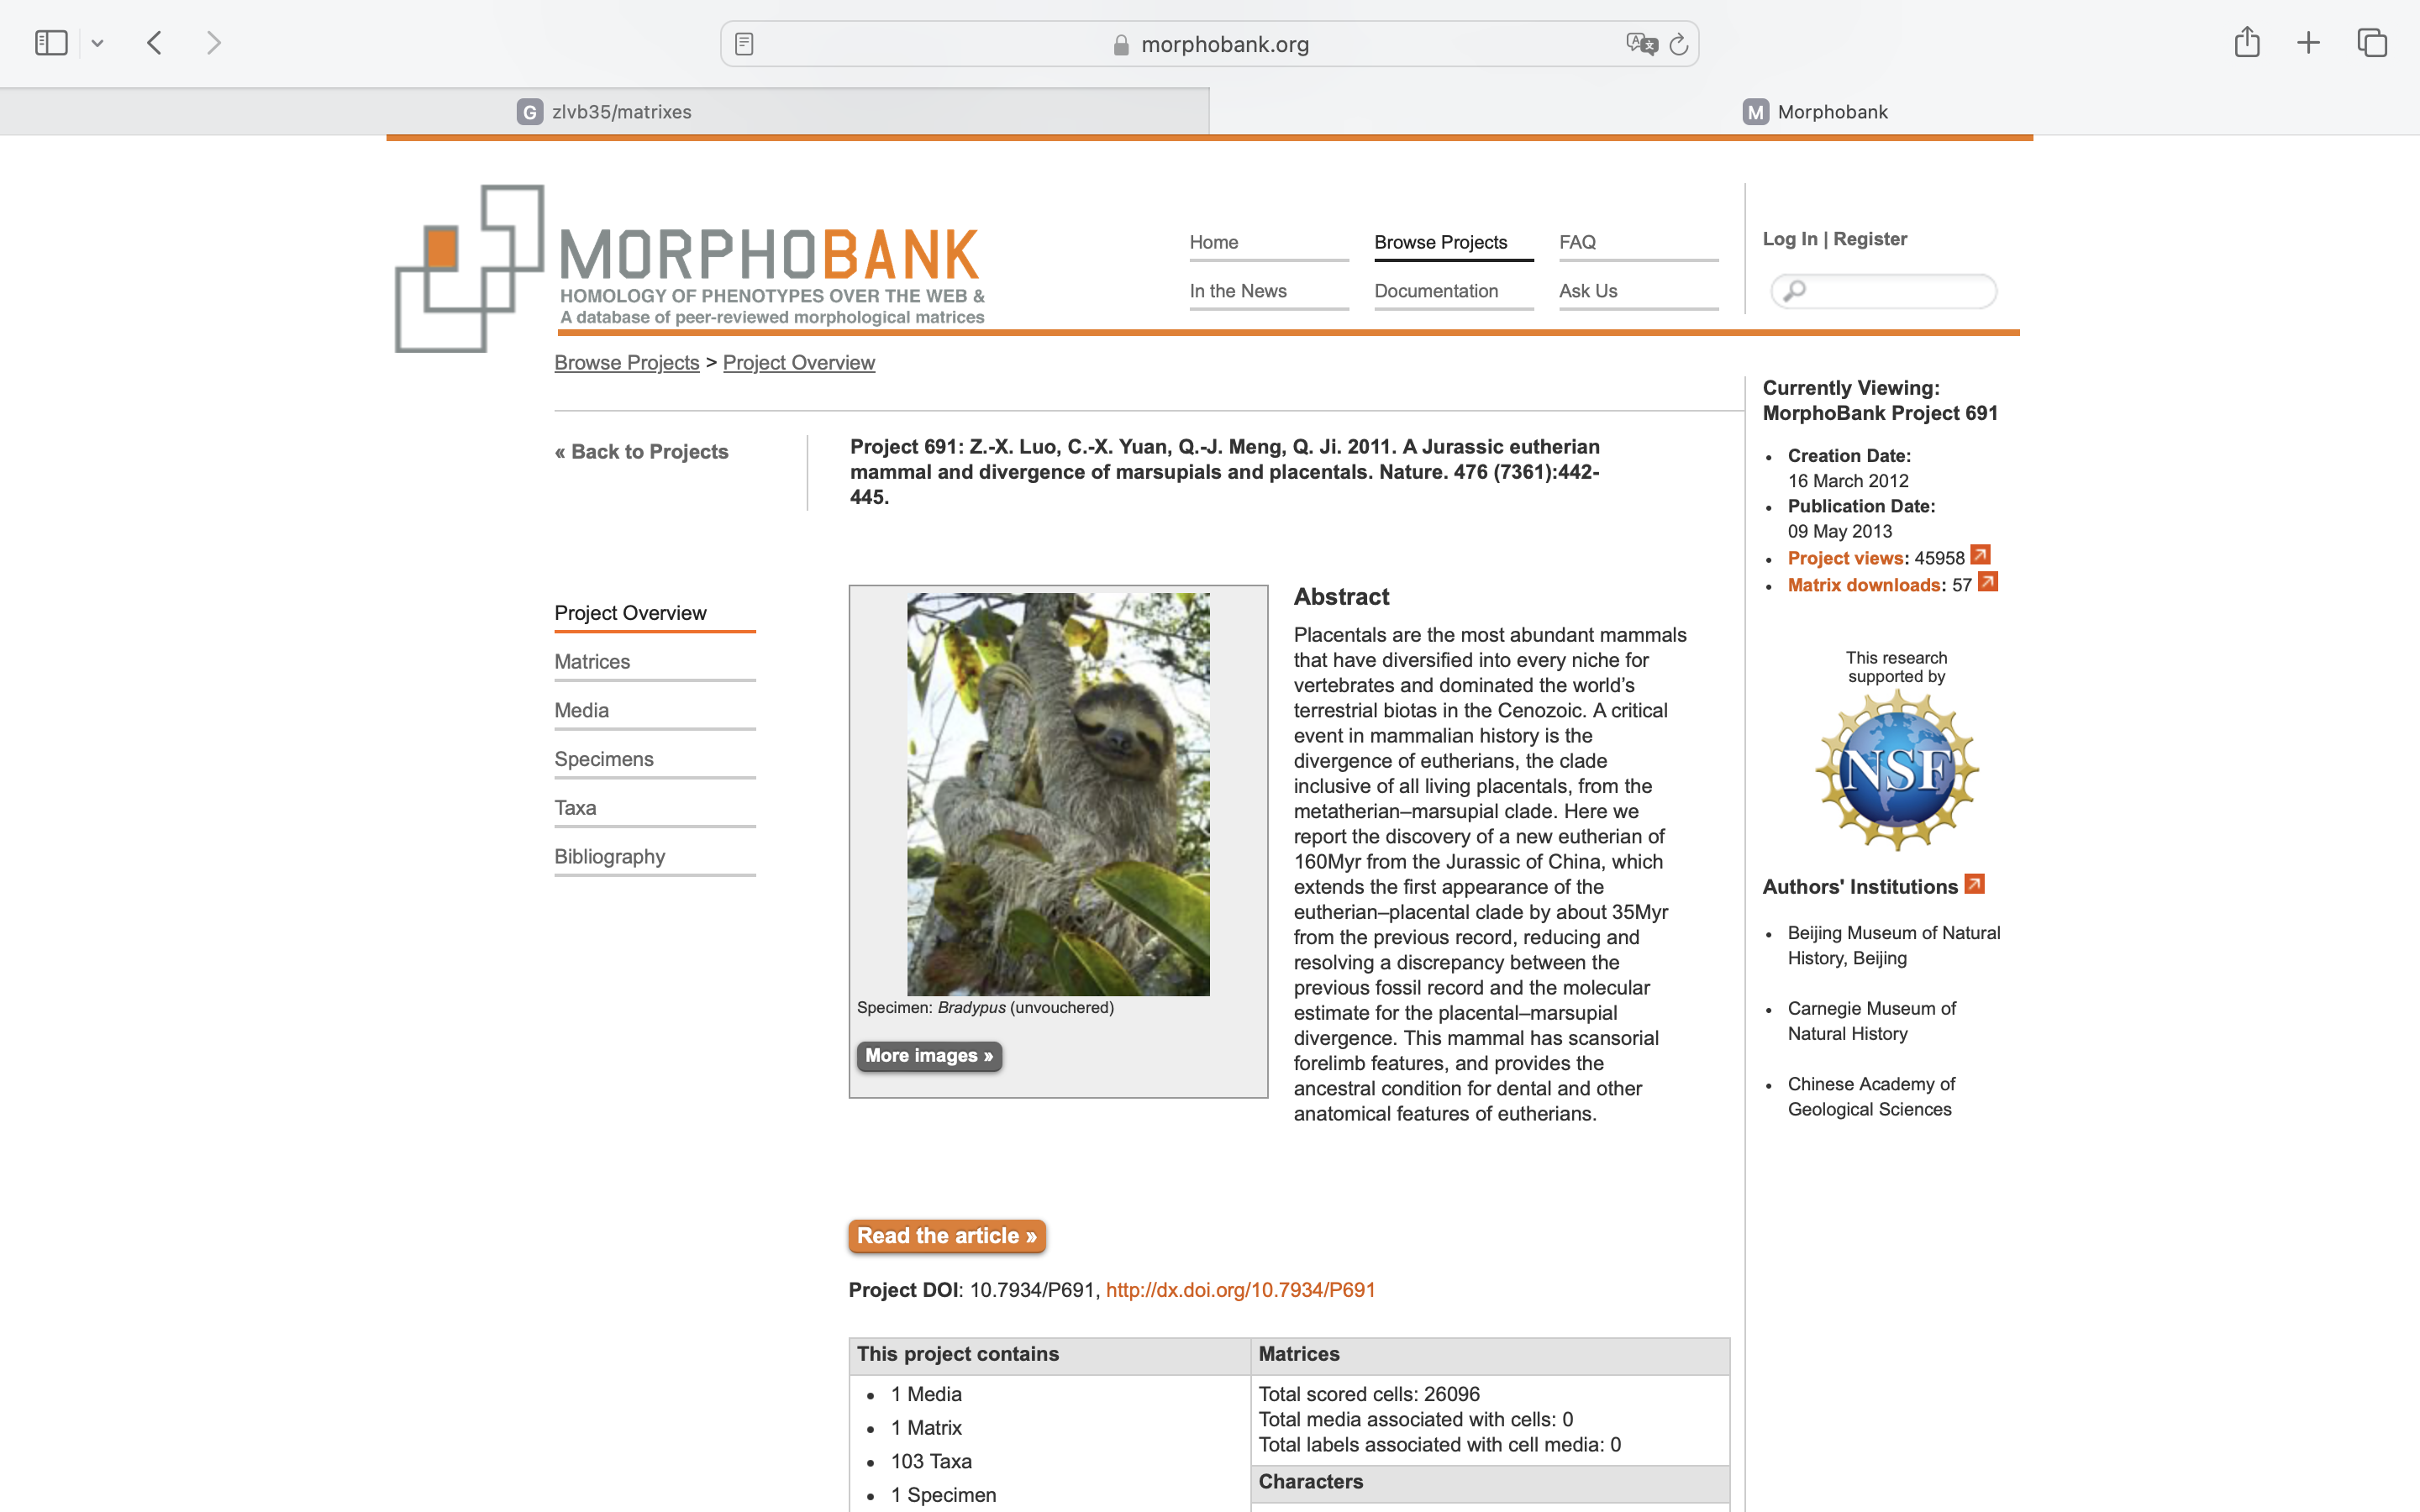 morphobank.org
G zlvb35/matrixes
M Morphobank
MORPHOBANK
HOMOLOGY OF PHENOTYPES OVER THE WEB &
A database of peer-reviewed morphological matrices
Home
Browse Projects
FAQ
In the News
Documentation
Ask Us
Log In | Register
Browse Projects > Project Overview
« Back to Projects
Project 691: Z.-X. Luo, C.-X. Yuan, Q.-J. Meng, Q. Ji. 2011. A Jurassic eutherian
mammal and divergence of marsupials and placentals. Nature. 476 (7361):442-
445.
Project Overview
Matrices
Media
Specimens
Taxa
Bibliography
Specimen: Bradypus (unvouchered)
More images »
Abstract
Placentals are the most abundant mammals
that have diversified into every niche for
vertebrates and dominated the world’s
terrestrial biotas in the Cenozoic. A critical
event in mammalian history is the
divergence of eutherians, the clade
inclusive of all living placentals, from the
metatherian–marsupial clade. Here we
report the discovery of a new eutherian of
160Myr from the Jurassic of China, which
extends the first appearance of the
eutherian–placental clade by about 35Myr
from the previous record, reducing and
resolving a discrepancy between the
previous fossil record and the molecular
estimate for the placental–marsupial
divergence. This mammal has scansorial
forelimb features, and provides the
ancestral condition for dental and other
anatomical features of eutherians.
Read the article »
Project DOI: 10.7934/P691, http://dx.doi.org/10.7934/P691
This project contains
• 1 Media
• 1 Matrix
• 103 Taxa
• 1 Specimen
Matrices
Total scored cells: 26096
Total media associated with cells: 0
Total labels associated with cell media: 0
Characters
Currently Viewing:
MorphoBank Project 691
• Creation Date:
16 March 2012
• Publication Date:
09 May 2013
• Project views: 45958
• Matrix downloads: 57
This research
supported by
NSF
Authors' Institutions
• Beijing Museum of Natural
History, Beijing
• Carnegie Museum of
Natural History
• Chinese Academy of
Geological Sciences